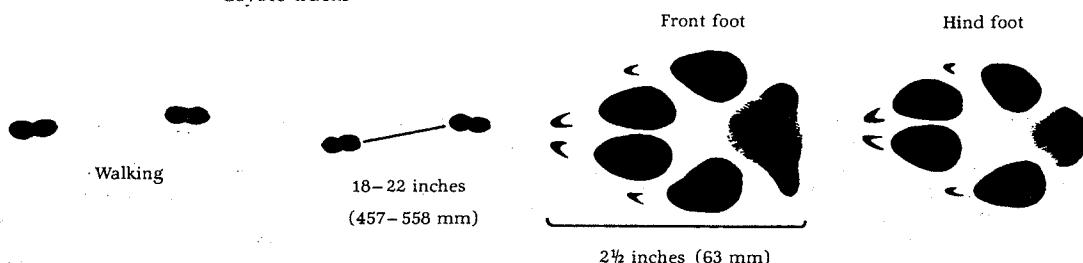 Front foot
Hind foot
Walking
18–22 inches
(457–558 mm)
2½ inches (63 mm)